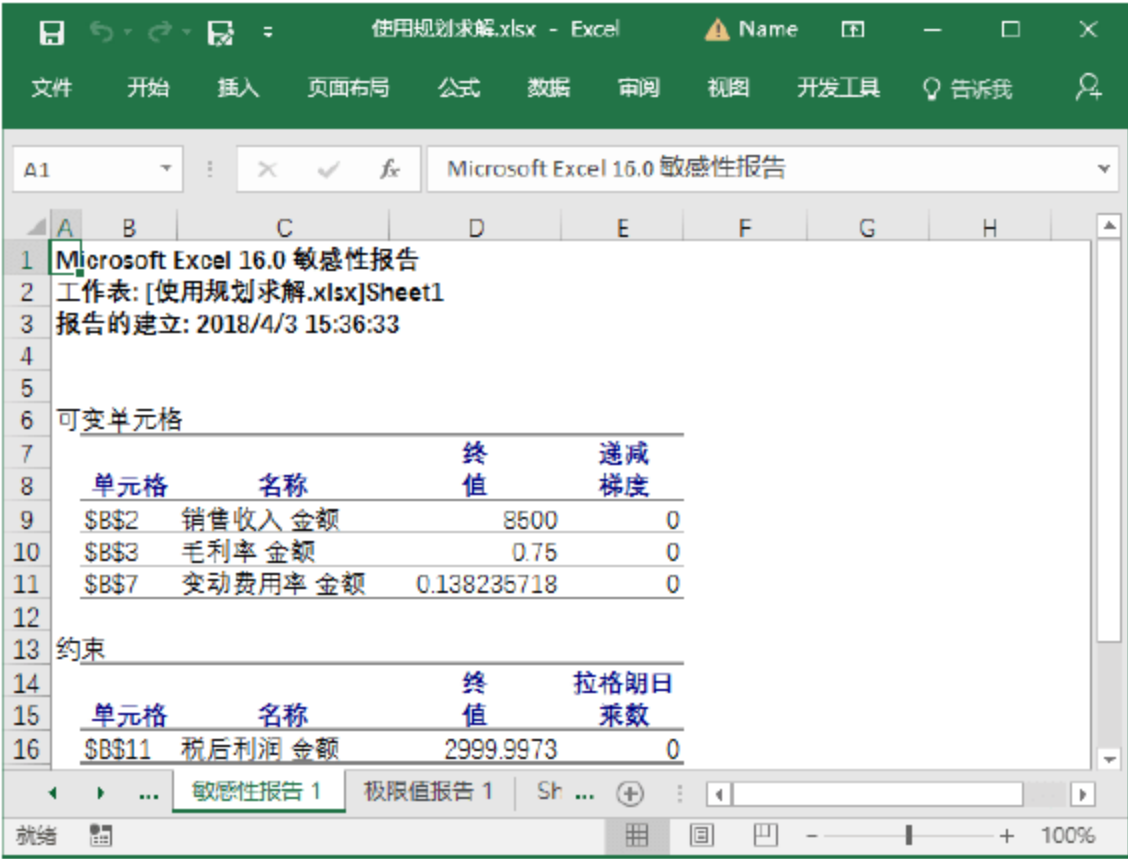 使用规划求解.xlsx - Excel
Name
文件 开始 插入 页面布局 公式 数据 审阅 视图 开发工具 告诉我
A1 fx Microsoft Excel 16.0 敏感性报告
A B C D E F G H
1 Microsoft Excel 16.0 敏感性报告
2 工作表: [使用规划求解.xlsx]Sheet1
3 报告的建立: 2018/4/3 15:36:33
4
5
6 可变单元格
7 终 递减
8 单元格 名称 值 梯度
9 $B$2 销售收入 金额 8500 0
10 $B$3 毛利率 金额 0.75 0
11 $B$7 变动费用率 金额 0.138235718 0
12
13 约束
14 终 拉格朗日
15 单元格 名称 值 乘数
16 $B$11 税后利润 金额 2999.9973 0
... 敏感性报告 1 极限值报告 1 Sh ...
就绪 100%